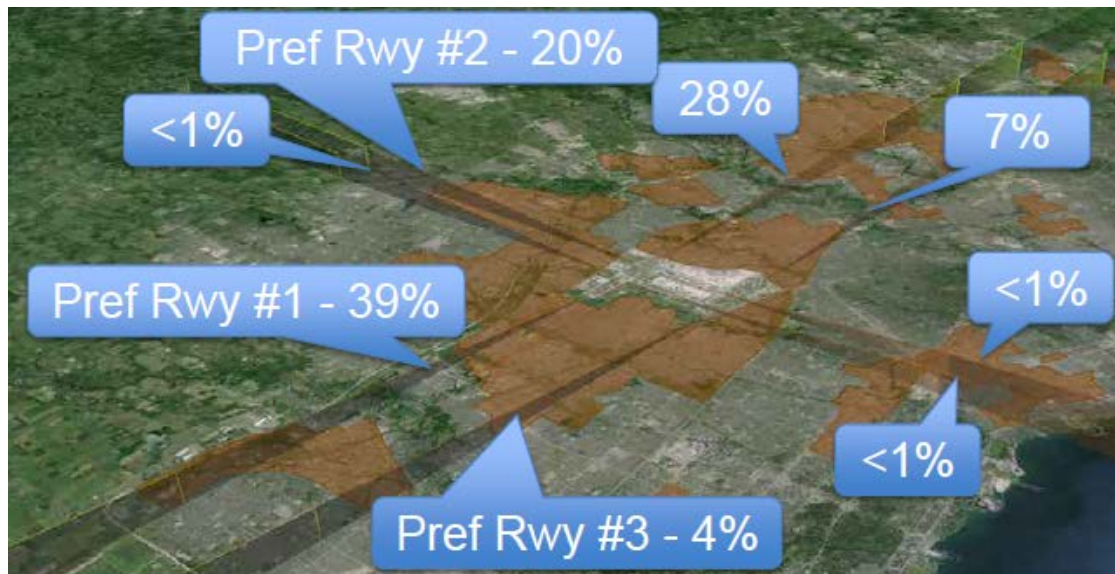 Pref Rwy #2 - 20%
<1%
28%
7%
Pref Rwy #1 - 39%
<1%
<1%
Pref Rwy #3 - 4%